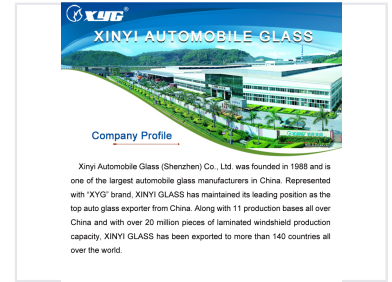 XYG®
XINYI AUTOMOBILE GLASS
Company Profile
Xinyi Automobile Glass (Shenzhen) Co., Ltd. was founded in 1988 and is
one of the largest automobile glass manufacturers in China. Represented
with “XYG” brand, XINYI GLASS has maintained its leading position as the
top auto glass exporter from China. Along with 11 production bases all over
China and with over 20 million pieces of laminated windshield production
capacity, XINYI GLASS has been exported to more than 140 countries all
over the world.